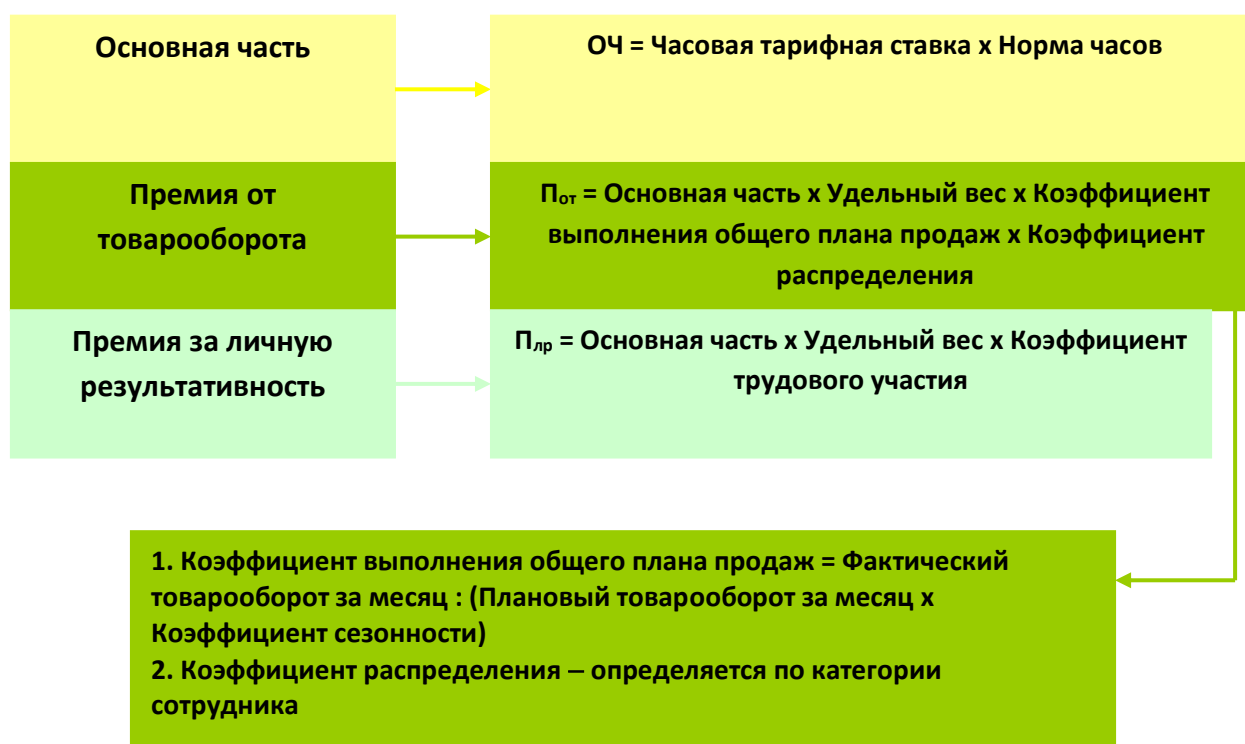 Основная часть
ОЧ = Часовая тарифная ставка х Норма часов
Премия от
товарооборота
Пот = Основная часть х Удельный вес х Коэффициент
выполнения общего плана продаж х Коэффициент
распределения
Премия за личную
результативность
Плр = Основная часть х Удельный вес х Коэффициент
трудового участия
1. Коэффициент выполнения общего плана продаж = Фактический
товарооборот за месяц : (Плановый товарооборот за месяц х
Коэффициент сезонности)
2. Коэффициент распределения – определяется по категории
сотрудника